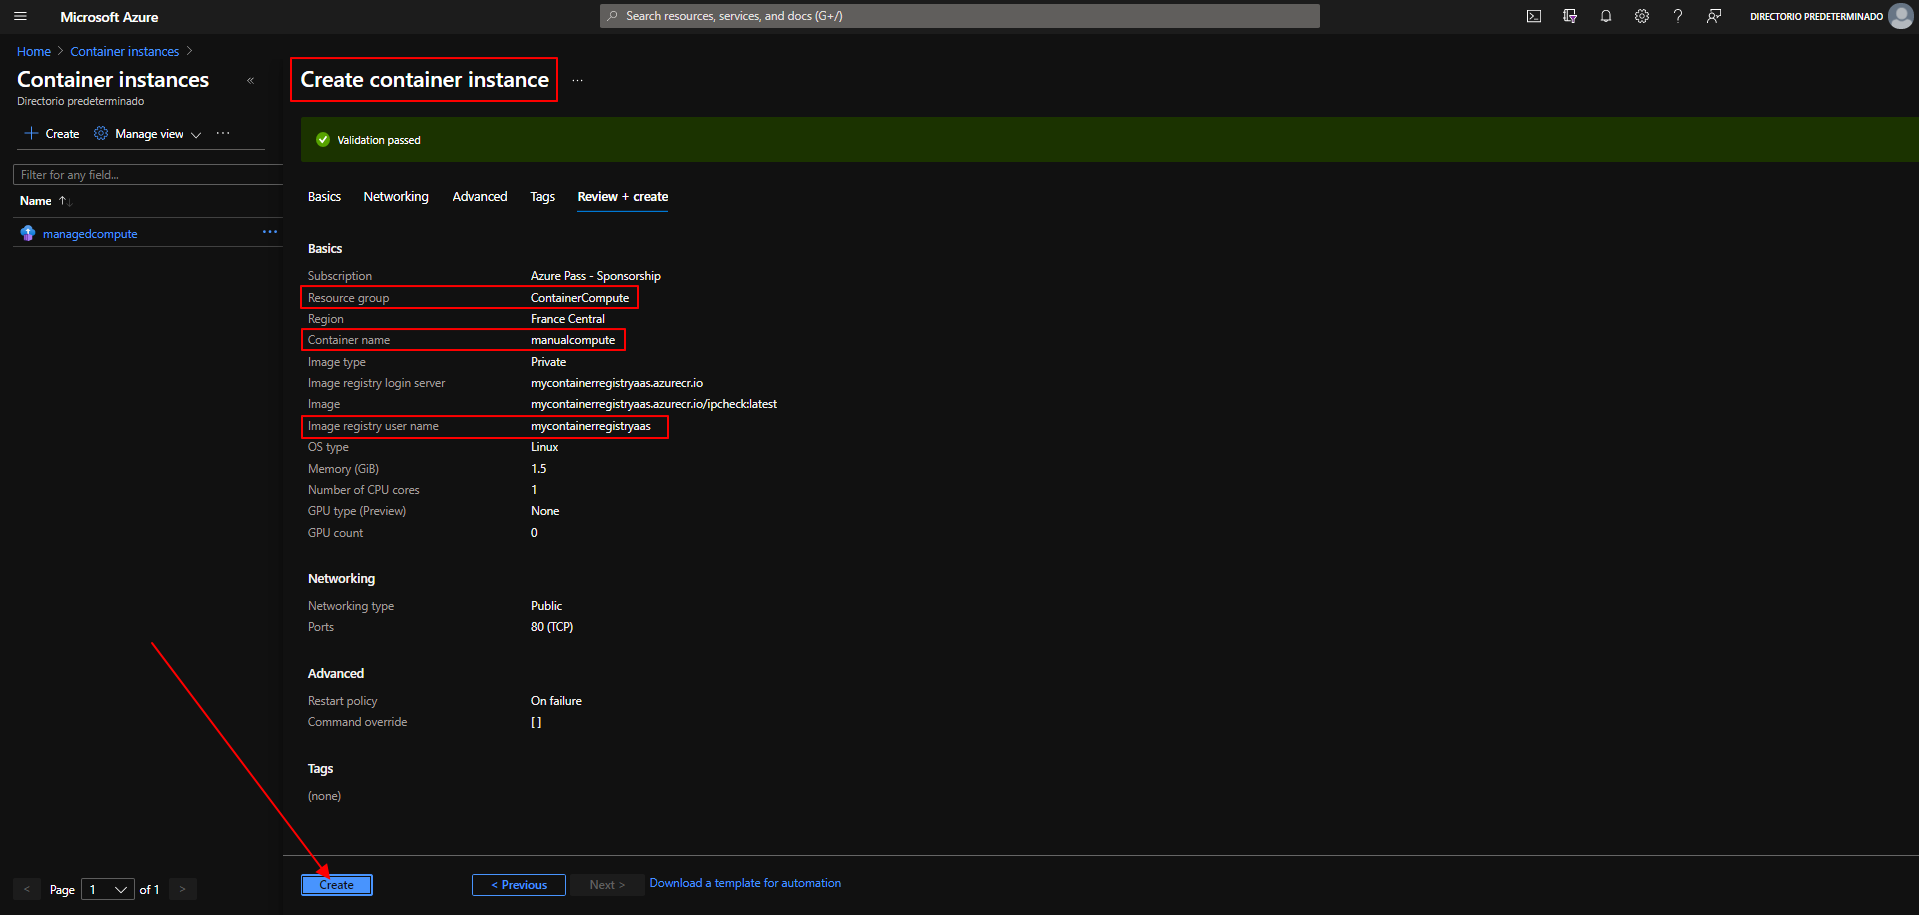 Microsoft Azure
Search resources, services, and docs (G+/)
DIRECTORIO PREDETERMINADO
Home > Container instances >
Container instances
Directorio predeterminado
Create container instance ...
Create Manage view ...
Filter for any field...
Name
managedcompute ...
Validation passed
Basics Networking Advanced Tags Review + create
Basics
Subscription Azure Pass - Sponsorship
Resource group ContainerCompute
Region France Central
Container name manualcompute
Image type Private
Image registry login server mycontainerregistryaas.azurecr.io
Image mycontainerregistryaas.azurecr.io/ipcheck:latest
Image registry user name mycontainerregistryaas
OS type Linux
Memory (GiB) 1.5
Number of CPU cores 1
GPU type (Preview) None
GPU count 0
Networking
Networking type Public
Ports 80 (TCP)
Advanced
Restart policy On failure
Command override [ ]
Tags
(none)
< Page 1 of 1 >
Create < Previous Next > Download a template for automation